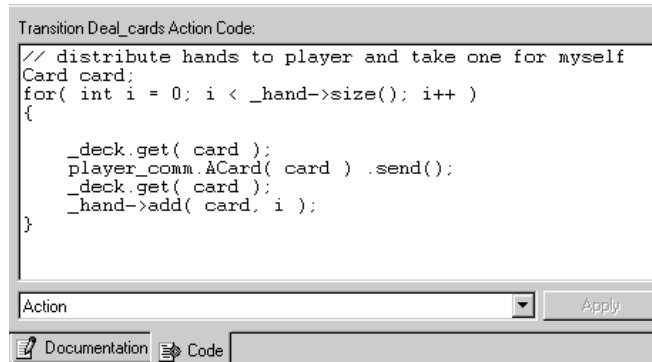 Transition Deal_cards Action Code:
// distribute hands to player and take one for myself
Card card;
for( int i = 0; i < _hand->size(); i++ )
{
_deck.get( card );
player_comm.ACard( card ) .send();
_deck.get( card );
_hand->add( card, i );
}
Action
Apply
Documentation
Code